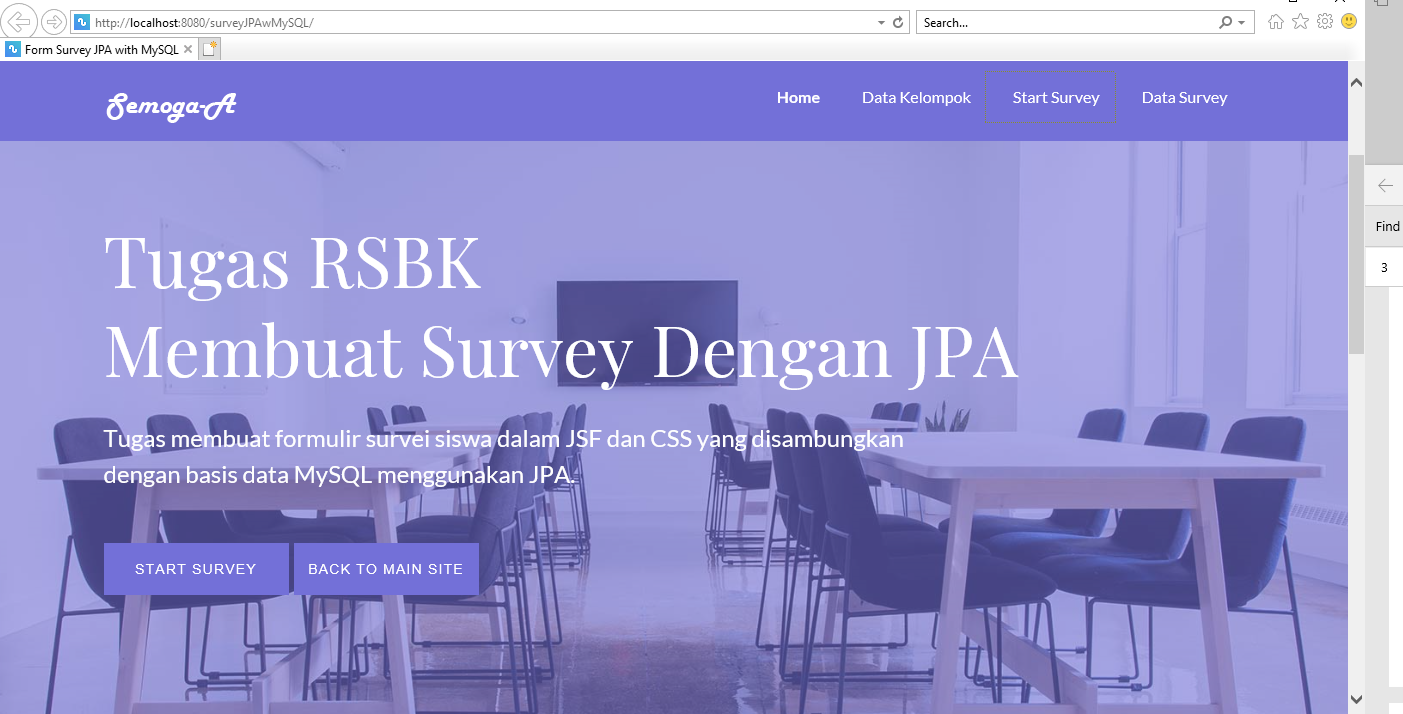 http://localhost:8080/surveyJPAwMySQL/
Search...
Form Survey JPA with MySQL
Semoga-A
Home
Data Kelompok
Start Survey
Data Survey
Find
3
Tugas RSBK
Membuat Survey Dengan JPA
Tugas membuat formulir survei siswa dalam JSF dan CSS yang disambungkan
dengan basis data MySQL menggunakan JPA.
START SURVEY
BACK TO MAIN SITE